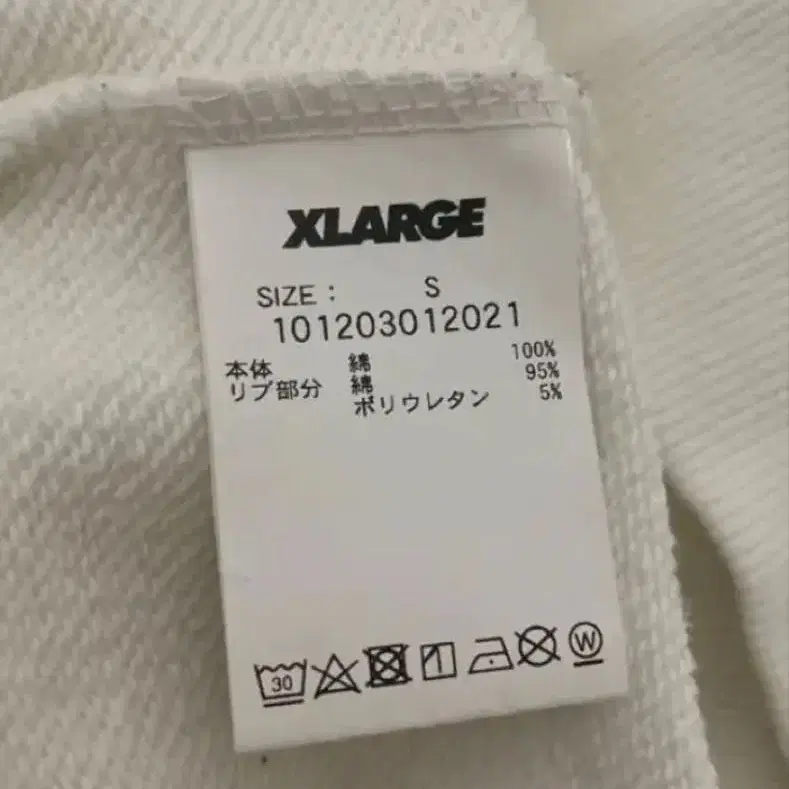 XLARGE
SIZE : S
101203012021
本体 綿 100%
リブ部分 綿 95%
ポリウレタン 5%
30 W